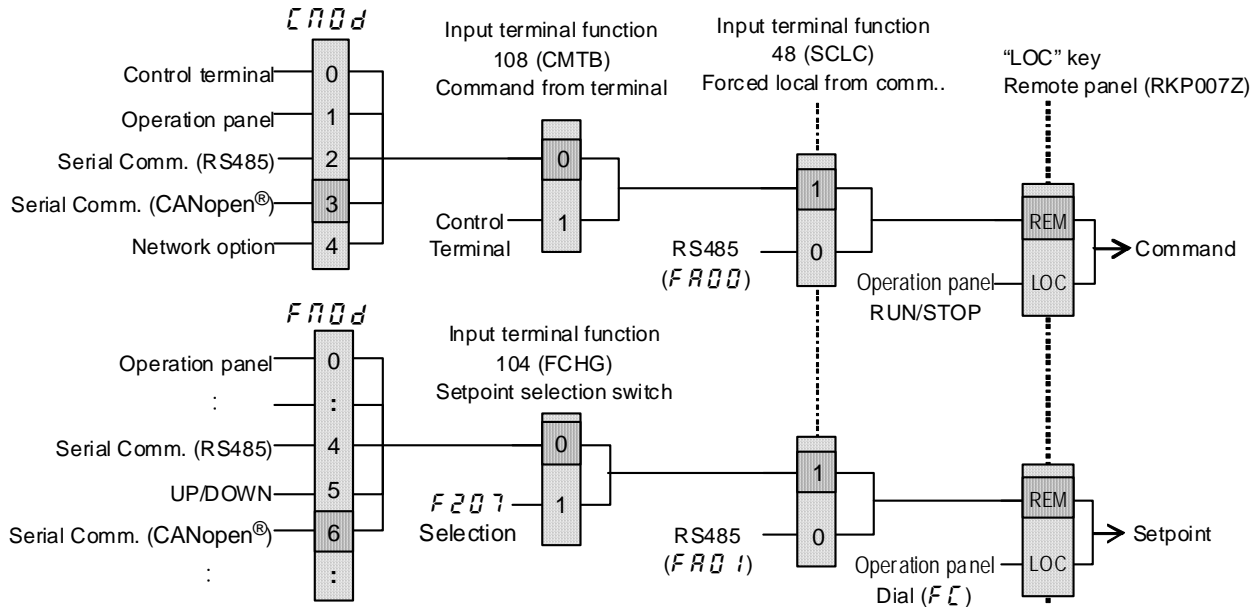 CMOd
Control terminal
Operation panel
Serial Comm. (RS485)
Serial Comm. (CANopen®)
Network option
0
1
2
3
4
Input terminal function
108 (CMTB)
Command from terminal
0
1
Control
Terminal
Input terminal function
48 (SCLC)
Forced local from comm..
1
0
RS485
(FA00)
“LOC” key
Remote panel (RKP007Z)
REM
LOC
Operation panel
RUN/STOP
Command
FMOd
Operation panel
:
Serial Comm. (RS485)
UP/DOWN
Serial Comm. (CANopen®)
:
0
:
4
5
6
:
Input terminal function
104 (FCHG)
Setpoint selection switch
0
1
F207
Selection
1
0
RS485
(FA01)
REM
LOC
Operation panel
Dial (FC)
Setpoint